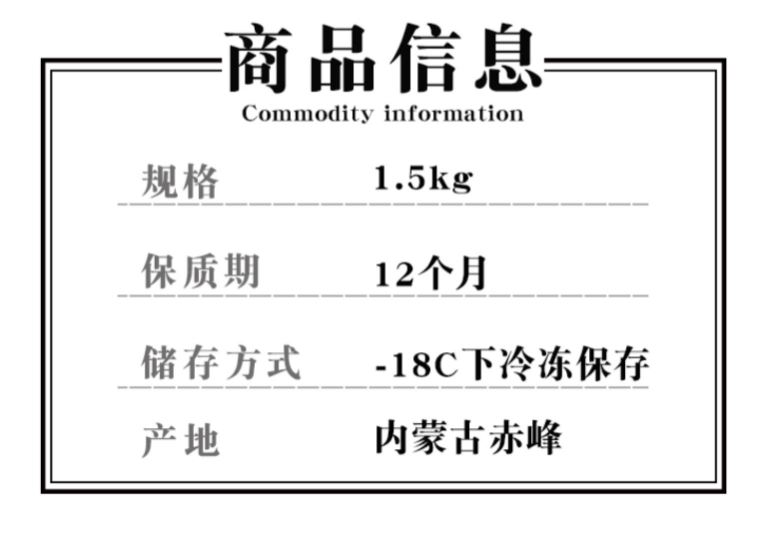 商品信息
Commodity information
规格 1.5kg
保质期 12个月
储存方式 -18C下冷冻保存
产地 内蒙古赤峰